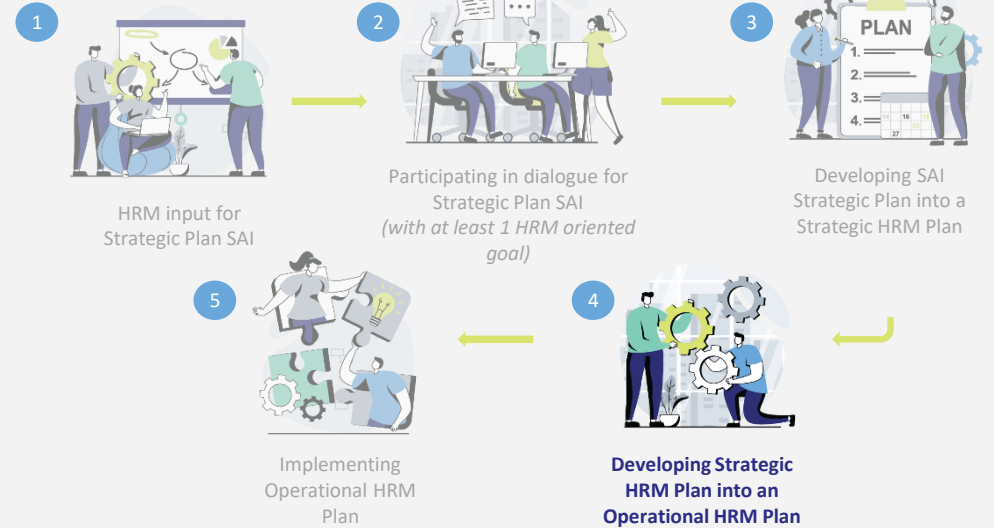 1
2
3
PLAN
1.
2.
3.
4.
14 16
27
HRM input for
Strategic Plan SAI
Participating in dialogue for
Strategic Plan SAI
(with at least 1 HRM oriented
goal)
Developing SAI
Strategic Plan into a
Strategic HRM Plan
5
4
Implementing
Operational HRM
Plan
Developing Strategic
HRM Plan into an
Operational HRM Plan